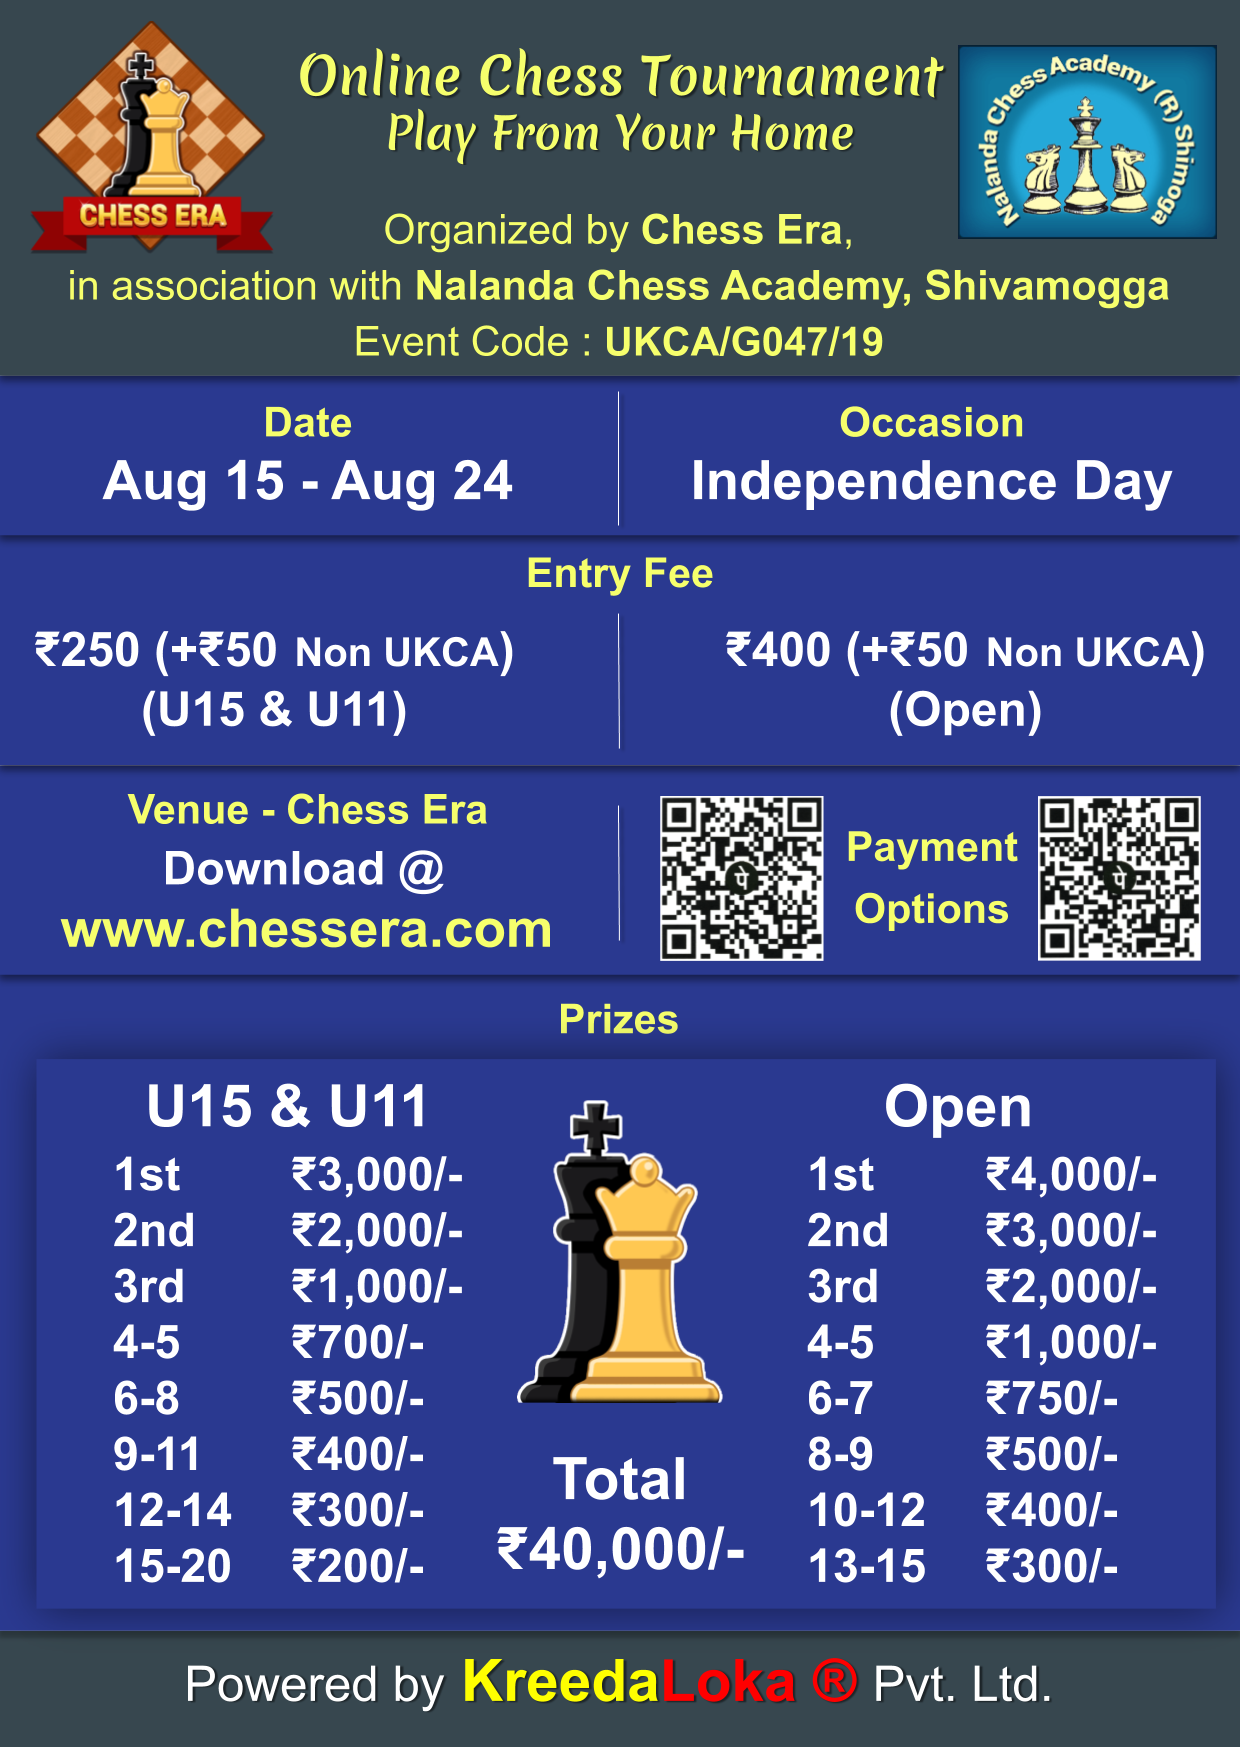 Online Chess Tournament
Play From Your Home
CHESS ERA
Nalanda Chess Academy (R) Shimoga
Organized by Chess Era,
in association with Nalanda Chess Academy, Shivamogga
Event Code : UKCA/G047/19
Date
Aug 15 - Aug 24
Occasion
Independence Day
Entry Fee
₹250 (+₹50 Non UKCA)
(U15 & U11)
₹400 (+₹50 Non UKCA)
(Open)
Venue - Chess Era
Download @
www.chessera.com
पे
Payment
Options
पे
Prizes
U15 & U11
1st ₹3,000/-
2nd ₹2,000/-
3rd ₹1,000/-
4-5 ₹700/-
6-8 ₹500/-
9-11 ₹400/-
12-14 ₹300/-
15-20 ₹200/-
Total
₹40,000/-
Open
1st ₹4,000/-
2nd ₹3,000/-
3rd ₹2,000/-
4-5 ₹1,000/-
6-7 ₹750/-
8-9 ₹500/-
10-12 ₹400/-
13-15 ₹300/-
Powered by KreedaLoka ® Pvt. Ltd.